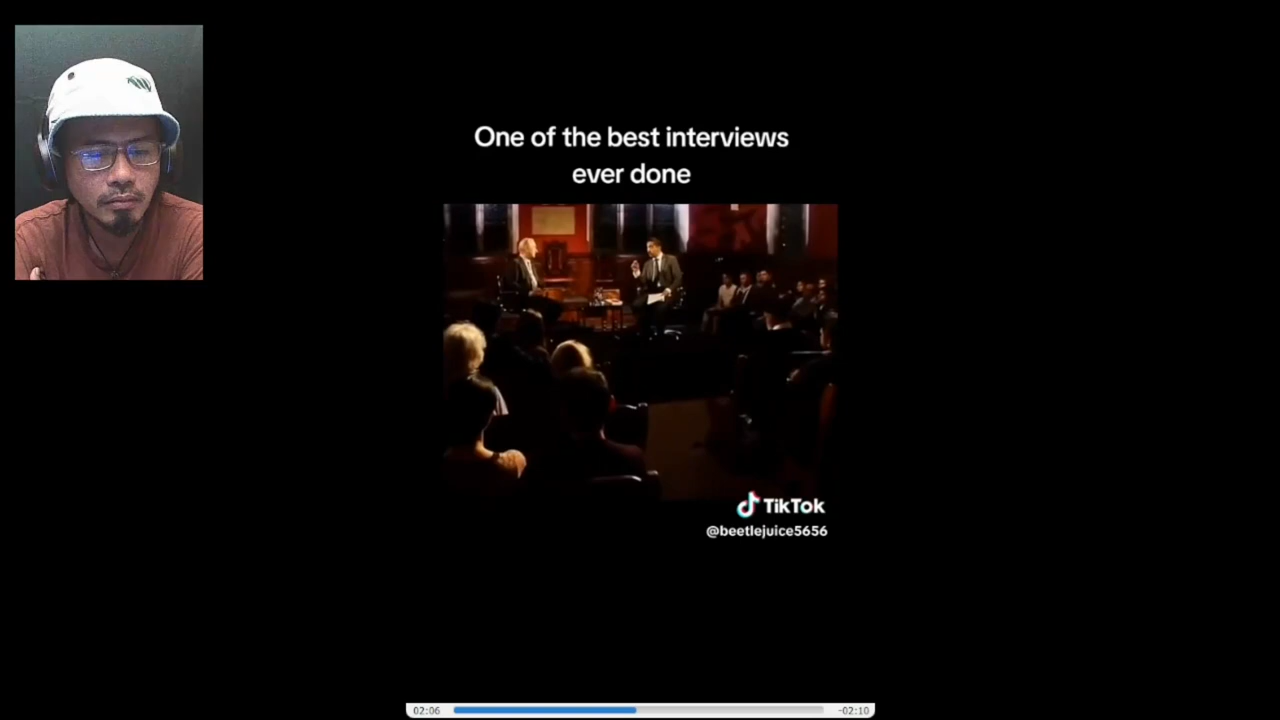 One of the best interviews
ever done
TikTok
@beetlejuice5656
02:06
-02:10